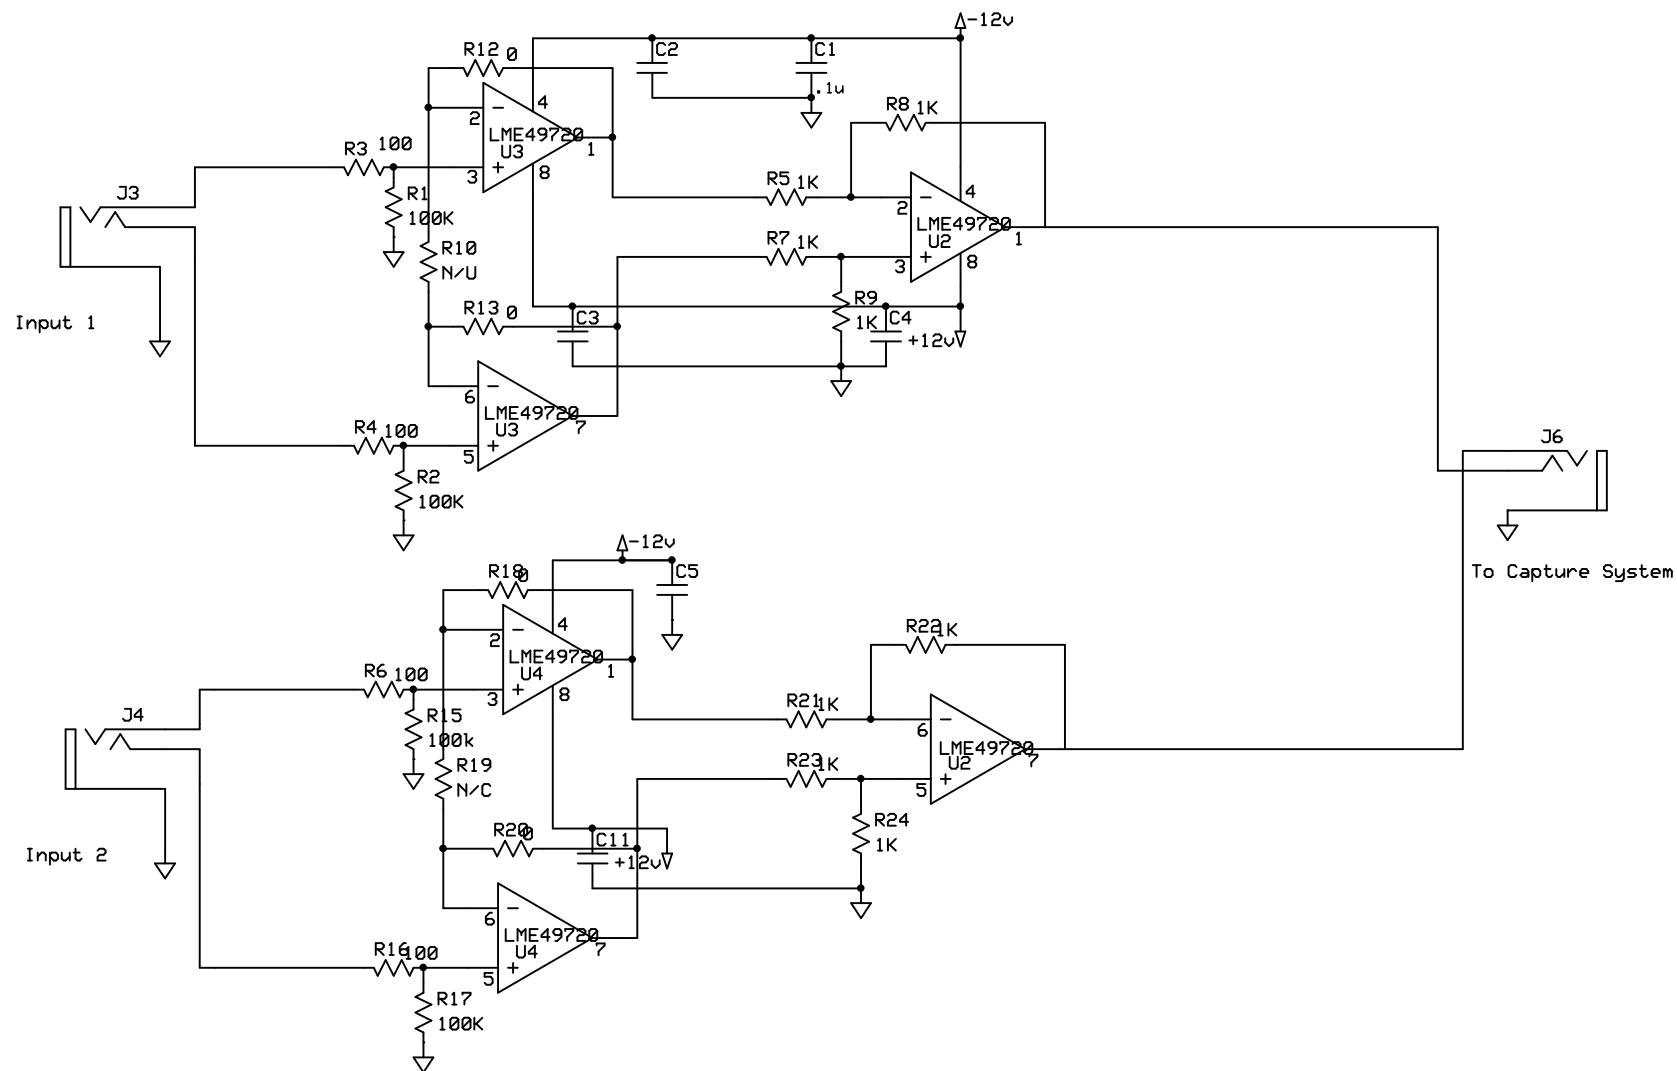 -12v
R12 0
C2
C1
.1u
4
2
LME49720
U3
1
3
8
R8 1K
R3 100
J3
R1
100K
R5 1K
4
2
LME49720
U2
1
3
8
R7 1K
R10
N/U
R13 0
C3
R9
1K
C4
+12v
Input 1
6
LME49720
U3
7
5
R4 100
R2
100K
J6
To Capture System
-12v
R18 0
C5
4
2
LME49720
U4
1
3
8
R22 1K
R6 100
J4
R15
100k
R21 1K
6
LME49720
U2
7
5
R23 1K
R19
N/C
R20 0
C11
+12v
R24
1K
Input 2
6
LME49720
U4
7
5
R16 100
R17
100K